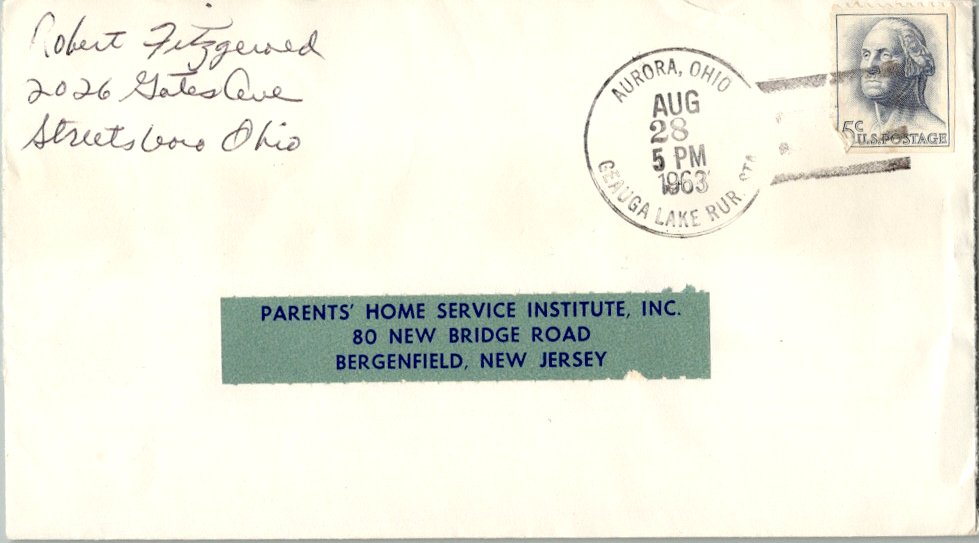 Robert Fitzgerald
2026 Gates Ave
Streetsboro Ohio
AURORA, OHIO
AUG
28
5 PM
1963
GEAUGA LAKE RUR. STA.
5¢
U.S. POSTAGE
PARENTS' HOME SERVICE INSTITUTE, INC.
80 NEW BRIDGE ROAD
BERGENFIELD, NEW JERSEY